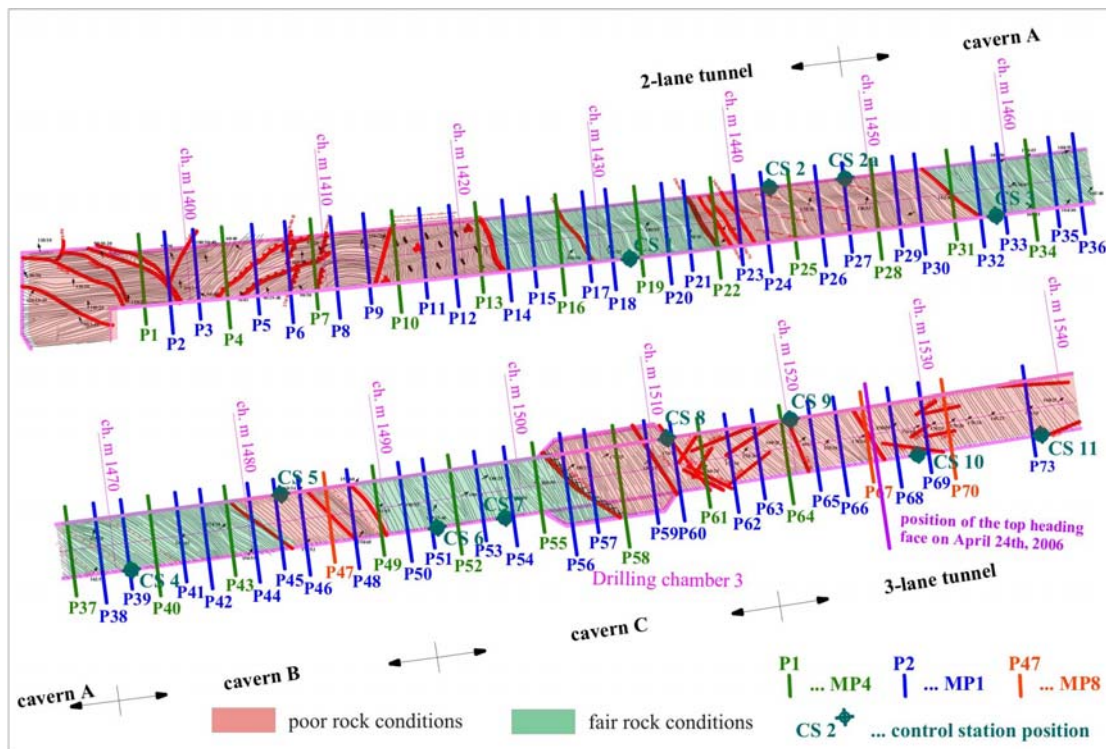 cavern A
2-lane tunnel
ch. m 1460
ch. m 1450
ch. m 1440
ch. m 1430
ch. m 1420
ch. m 1410
ch. m 1400
CS 2
CS 2a
CS 3
P1
P2
P3
P4
P5
P6
P7
P8
P9
P10
P11
P12
P13
P14
P15
P16
P17
P18
P19
P20
P21
P22
P23
P24
P25
P26
P27
P28
P29
P30
P31
P32
P33
P34
P35
P36
ch. m 1540
ch. m 1530
ch. m 1520
ch. m 1510
ch. m 1500
ch. m 1490
ch. m 1480
ch. m 1470
CS 4
CS 5
CS 6
CS 7
CS 8
CS 9
CS 10
CS 11
P37
P38
P39
P40
P41
P42
P43
P44
P45
P46
P47
P48
P49
P50
P51
P52
P53
P54
P55
P56
P57
P58
P59
P60
P61
P62
P63
P64
P65
P66
P67
P68
P69
P70
P73
position of the top heading
face on April 24th, 2006
Drilling chamber 3
3-lane tunnel
cavern C
cavern B
cavern A
P1 ... MP4
P2 ... MP1
P47 ... MP8
poor rock conditions
fair rock conditions
CS 2 ... control station position